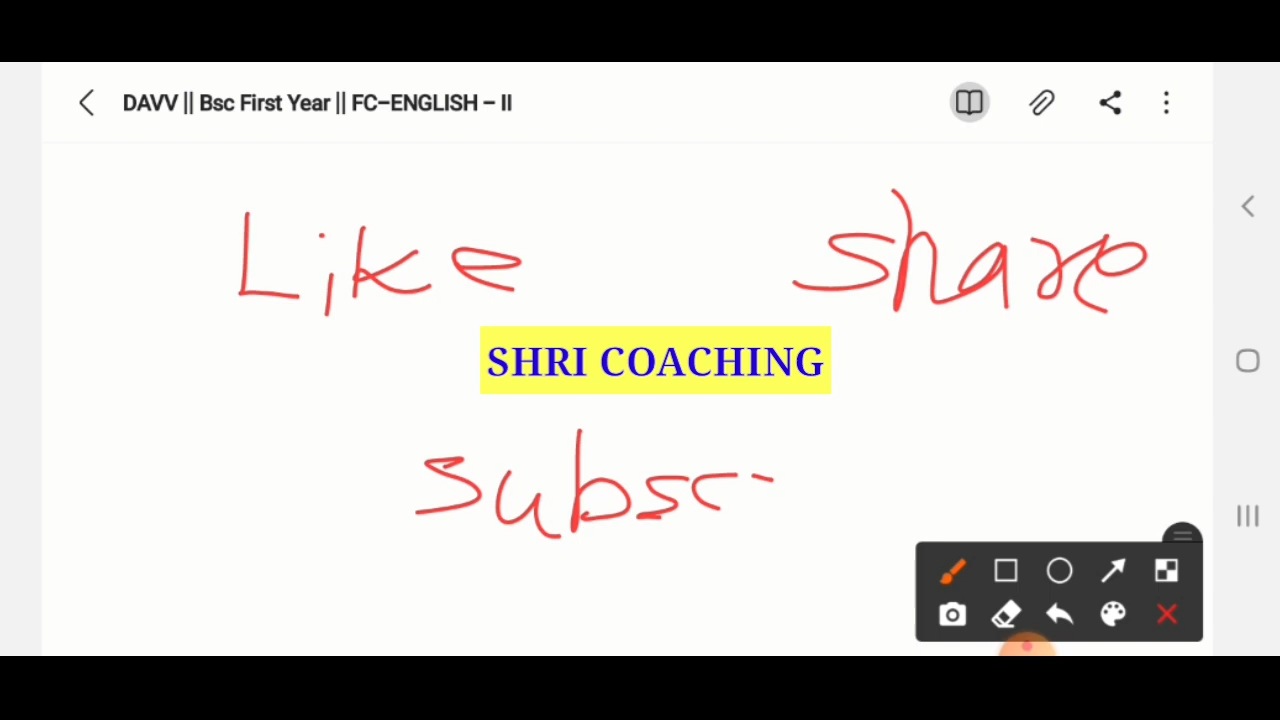 DAVV || Bsc First Year || FC-ENGLISH - II
Like share
SHRI COACHING
subsc